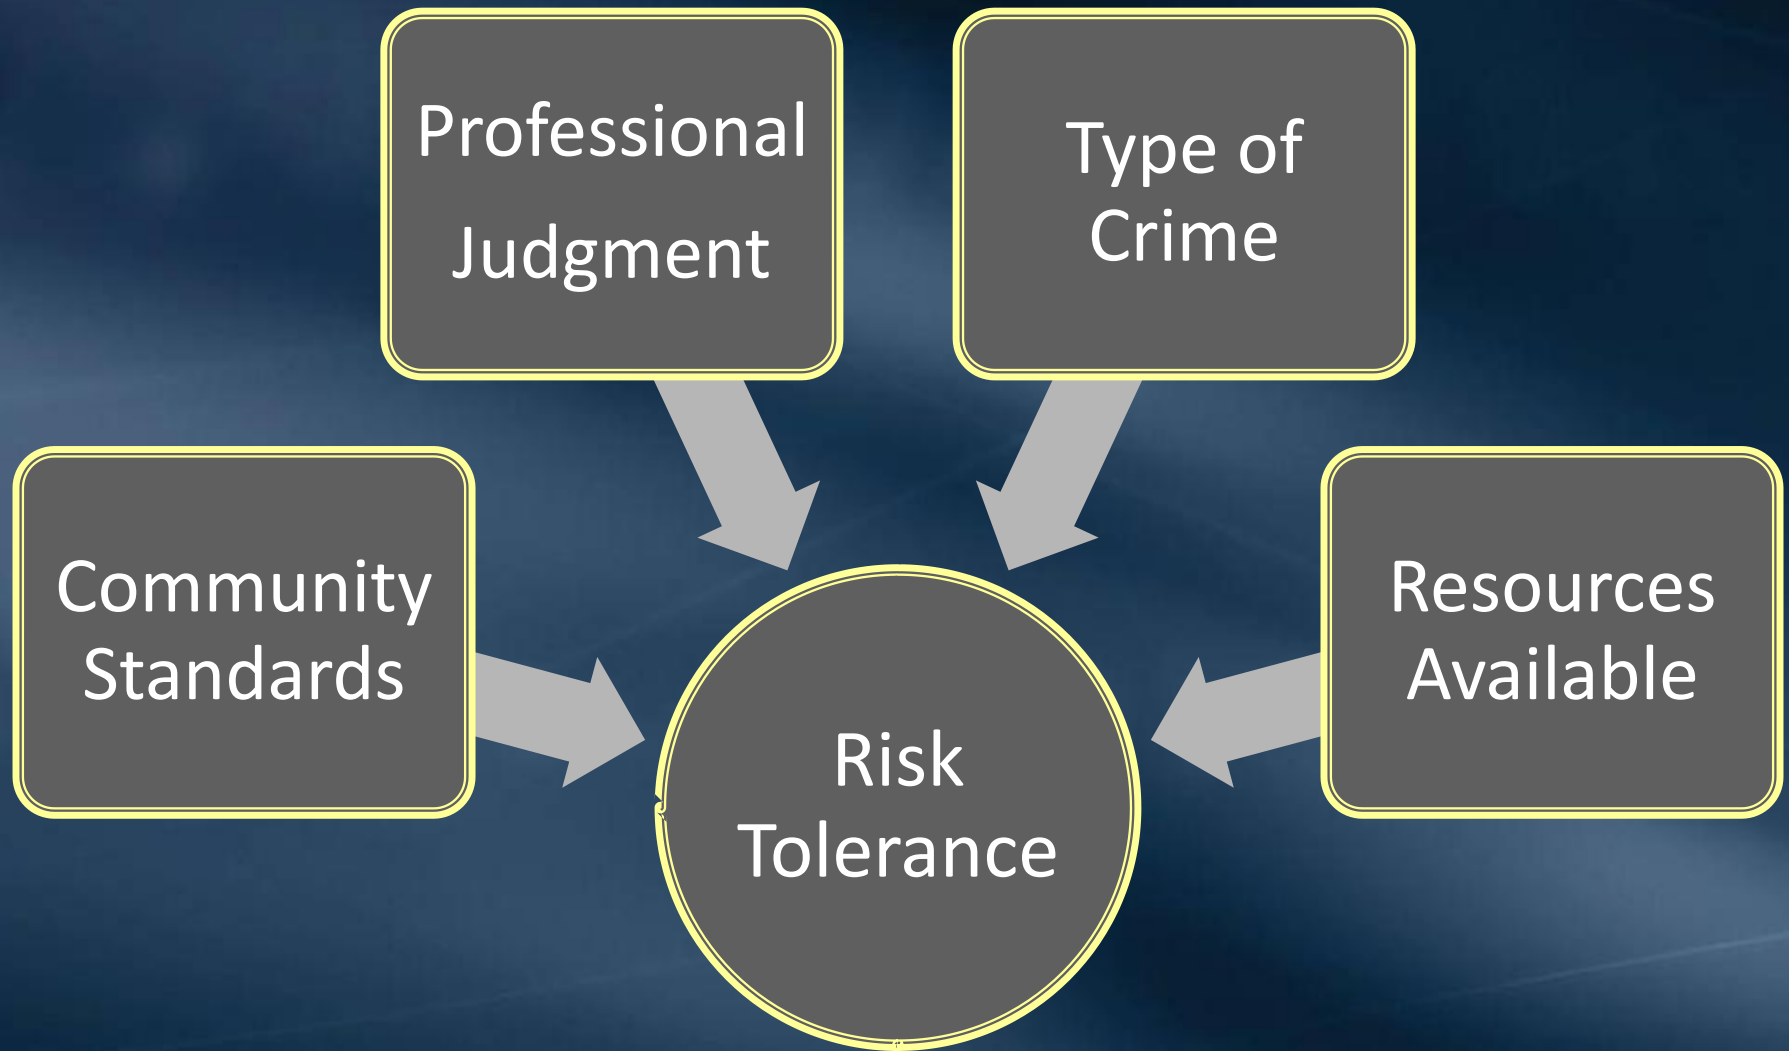 Professional
Judgment
Type of
Crime
Community
Standards
Resources
Available
Risk
Tolerance